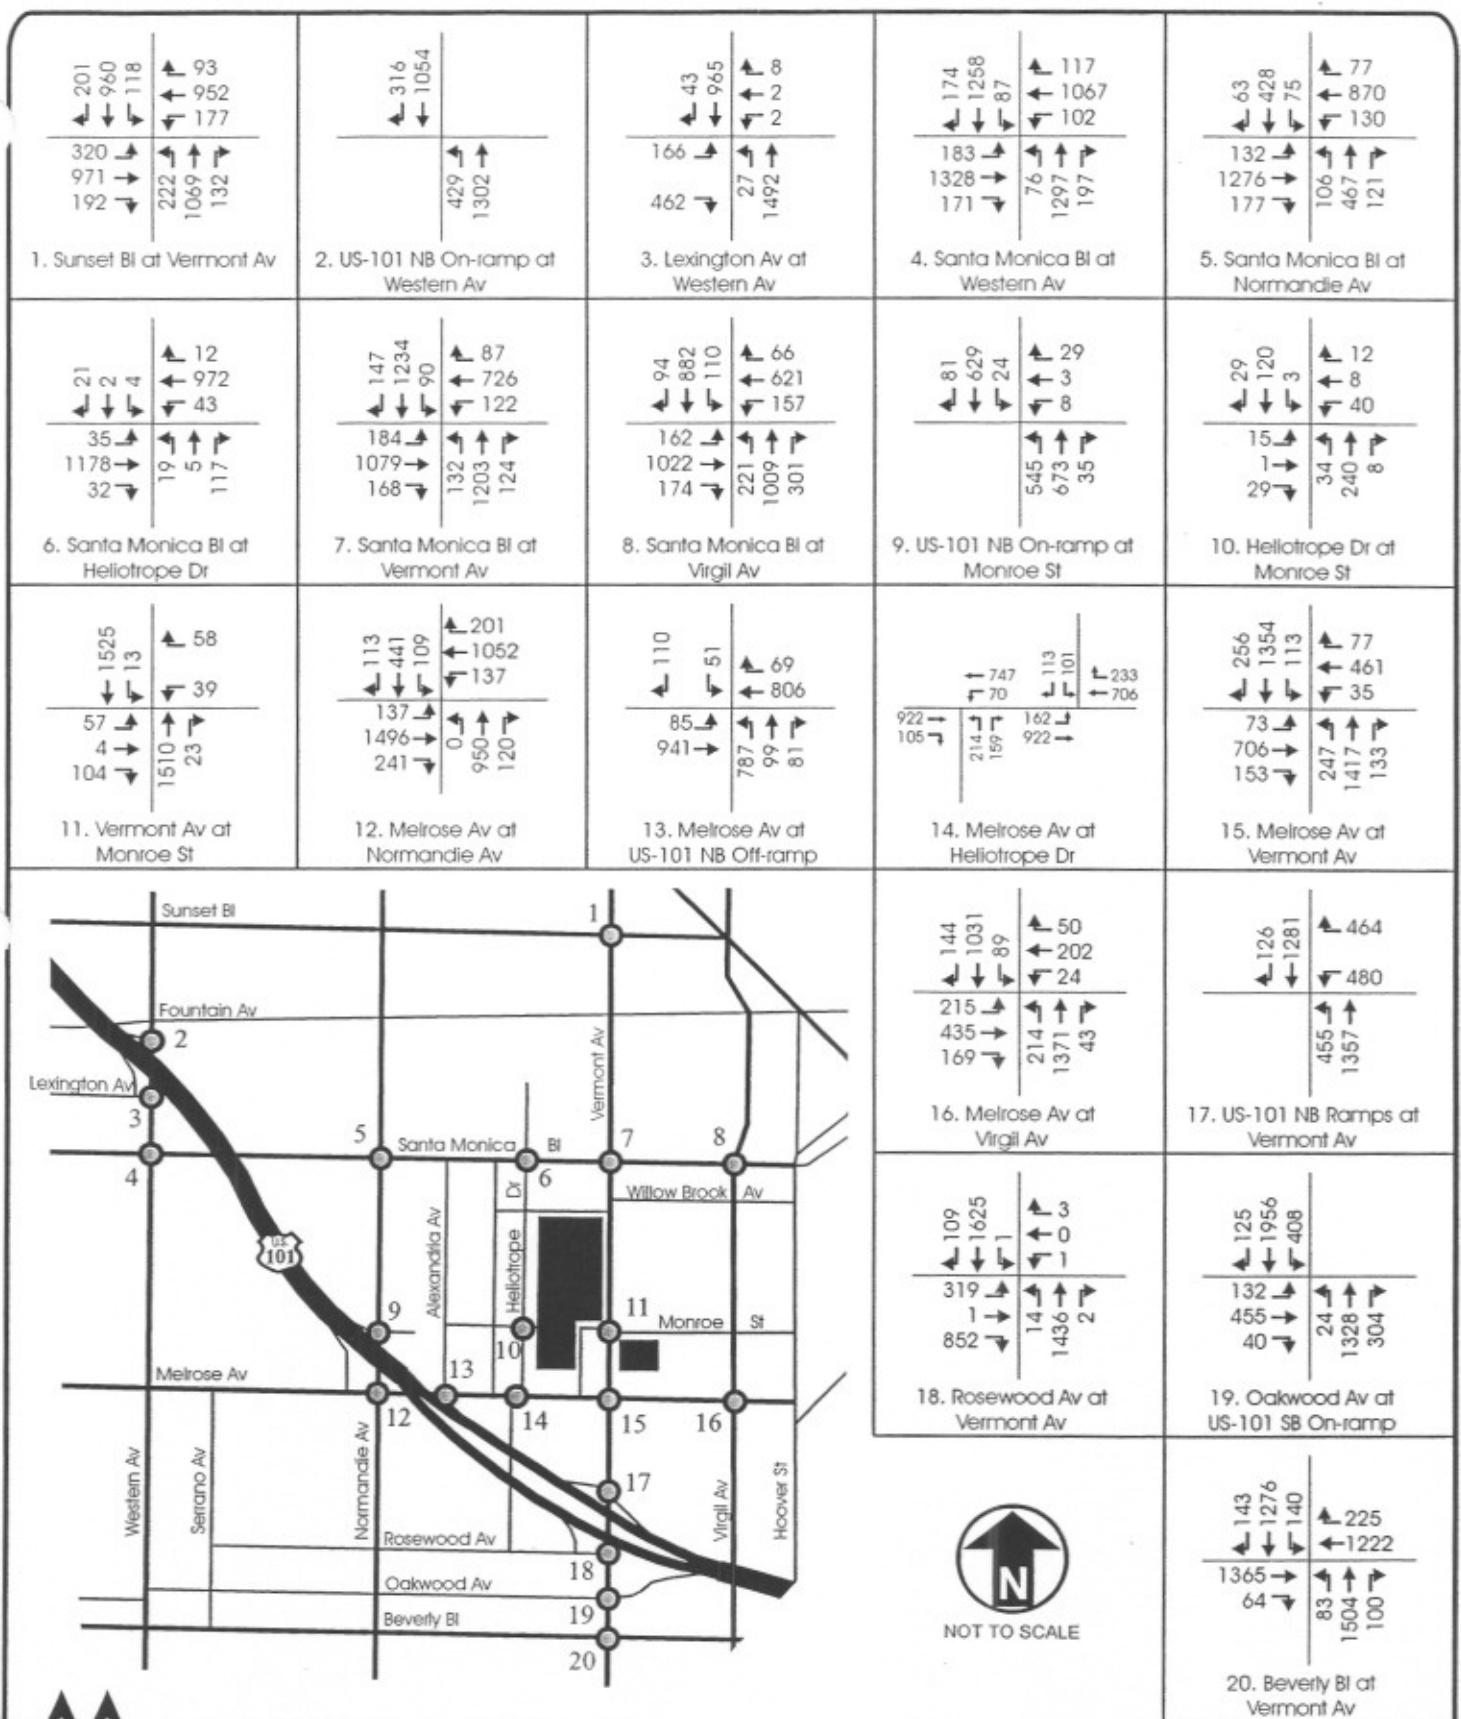 201 960 118
93
952
177
320
971
192
222 1069 132
1. Sunset Bl at Vermont Av
316 1054
429 1302
2. US-101 NB On-ramp at
Western Av
43 965
8
2
2
166
462
27 1492
3. Lexington Av at
Western Av
174 1258 87
117
1067
102
183
1328
171
76 1297 197
4. Santa Monica Bl at
Western Av
63 428 75
77
870
130
132
1276
177
106 467 121
5. Santa Monica Bl at
Normandie Av
21 2 4
12
972
43
35
1178
32
19 5 117
6. Santa Monica Bl at
Heliotrope Dr
147 1234 90
87
726
122
184
1079
168
132 1203 124
7. Santa Monica Bl at
Vermont Av
94 882 110
66
621
157
162
1022
174
221 1009 301
8. Santa Monica Bl at
Virgil Av
81 629 24
29
3
8
545 673 35
9. US-101 NB On-ramp at
Monroe St
29 120 3
12
8
40
15
1
29
34 240 8
10. Heliotrope Dr at
Monroe St
1525 13
58
39
57
4
104
1510 23
11. Vermont Av at
Monroe St
113 441 109
201
1052
137
137
1496
241
0 950 120
12. Melrose Av at
Normandie Av
110 51
69
806
85
941
787 99 81
13. Melrose Av at
US-101 NB Off-ramp
747
70
113 101
233
706
922
105
214 159
162
922
14. Melrose Av at
Heliotrope Dr
256 1354 113
77
461
35
73
706
153
247 1417 133
15. Melrose Av at
Vermont Av
144 1031 89
50
202
24
215
435
169
214 1371 43
16. Melrose Av at
Virgil Av
126 1281
464
480
455 1357
17. US-101 NB Ramps at
Vermont Av
109 1625 1
3
0
1
319
1
852
14 1436 2
18. Rosewood Av at
Vermont Av
125 1956 408
132
455
40
24 1328 304
19. Oakwood Av at
US-101 SB On-ramp
143 1276 140
225
1222
1365
64
83 1504 100
20. Beverly Bl at
Vermont Av
Sunset Bl
1
Fountain Av
2
Vermont Av
Lexington Av
3
4
5
Santa Monica Bl
6
7
8
Willow Brook Av
U.S.
101
Alexandria Av
Heliotrope Dr
9
10
11
Monroe St
Melrose Av
12
13
14
15
16
Western Av
Serrano Av
Normandie Av
17
Virgil Av
Hoover St
Rosewood Av
18
Oakwood Av
19
Beverly Bl
20
N
NOT TO SCALE